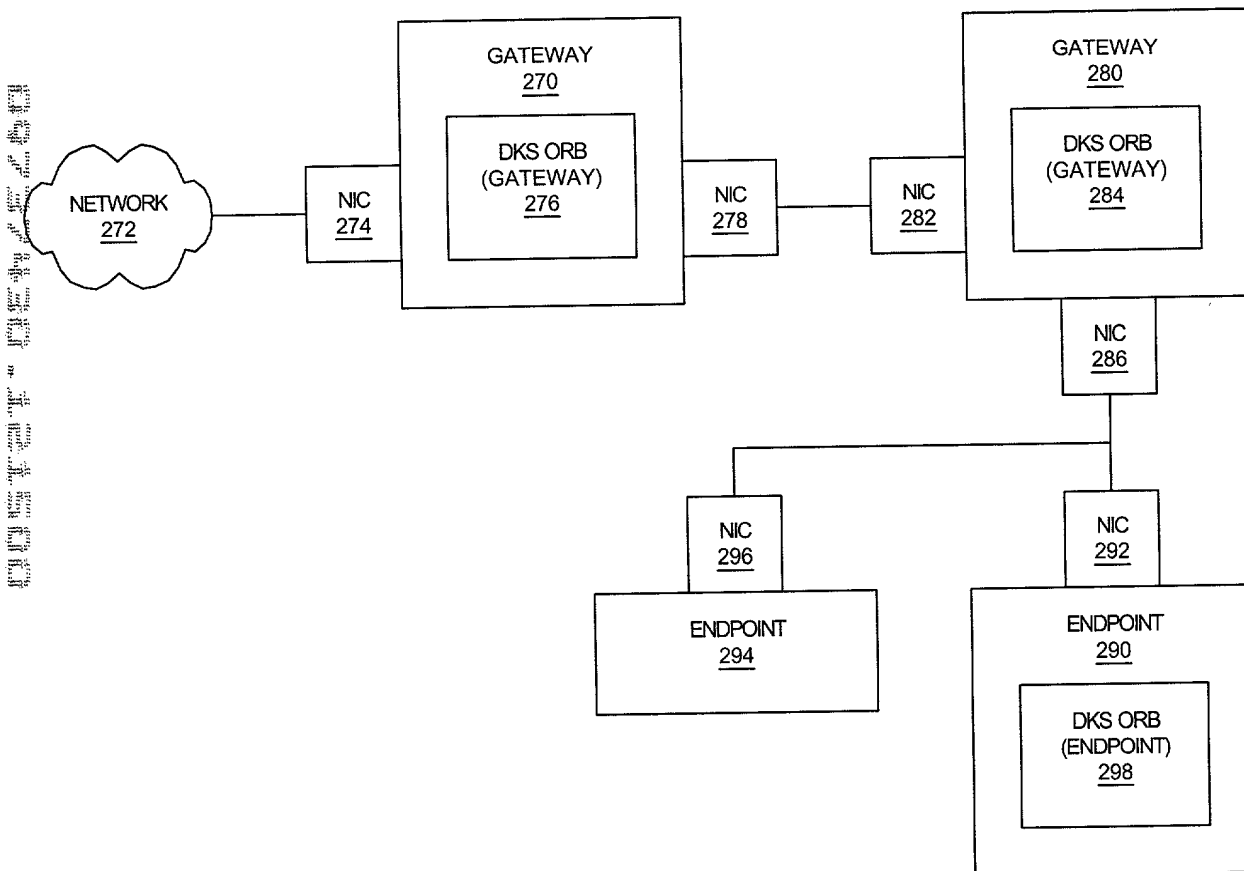 GATEWAY
270
DKS ORB
(GATEWAY)
276
NETWORK
272
NIC
274
NIC
278
NIC
282
GATEWAY
280
DKS ORB
(GATEWAY)
284
NIC
286
NIC
296
ENDPOINT
294
NIC
292
ENDPOINT
290
DKS ORB
(ENDPOINT)
298